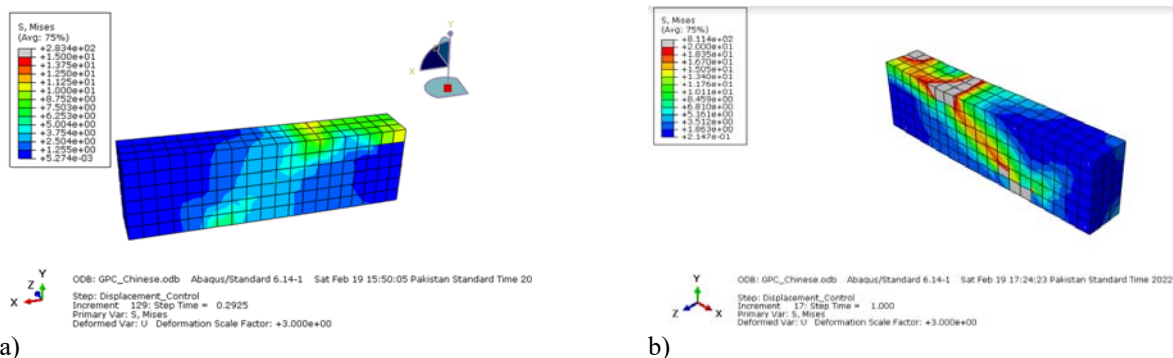 S, Mises
(Avg: 75%)
+2.834e+02
+1.500e+01
+1.375e+01
+1.250e+01
+1.125e+01
+1.000e+01
+8.752e+00
+7.503e+00
+6.253e+00
+5.004e+00
+3.754e+00
+2.504e+00
+1.255e+00
+5.274e-03
Y
X
Y
Z
X
ODB: GPC_Chinese.odb Abaqus/Standard 6.14-1 Sat Feb 19 15:50:05 Pakistan Standard Time 20
Step: Displacement_Control
Increment 129: Step Time = 0.2925
Primary Var: S, Mises
Deformed Var: U Deformation Scale Factor: +3.000e+00
a)
S, Mises
(Avg: 75%)
+8.114e+02
+2.000e+01
+1.835e+01
+1.670e+01
+1.505e+01
+1.340e+01
+1.176e+01
+1.011e+01
+8.459e+00
+6.810e+00
+5.161e+00
+3.512e+00
+1.863e+00
+2.147e-01
Y
Z
X
ODB: GPC_Chinese.odb Abaqus/Standard 6.14-1 Sat Feb 19 17:24:23 Pakistan Standard Time 2022
Step: Displacement_Control
Increment 17: Step Time = 1.000
Primary Var: S, Mises
Deformed Var: U Deformation Scale Factor: +3.000e+00
b)